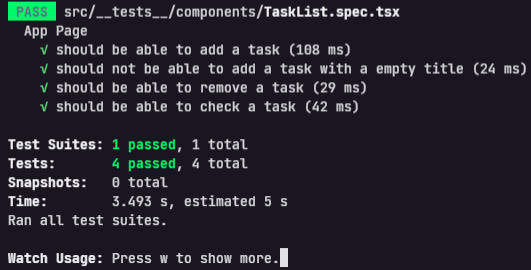 PASS src/__tests__/components/TaskList.spec.tsx
App Page
√ should be able to add a task (108 ms)
√ should not be able to add a task with a empty title (24 ms)
√ should be able to remove a task (29 ms)
√ should be able to check a task (42 ms)
Test Suites: 1 passed, 1 total
Tests: 4 passed, 4 total
Snapshots: 0 total
Time: 3.493 s, estimated 5 s
Ran all test suites.
Watch Usage: Press w to show more.